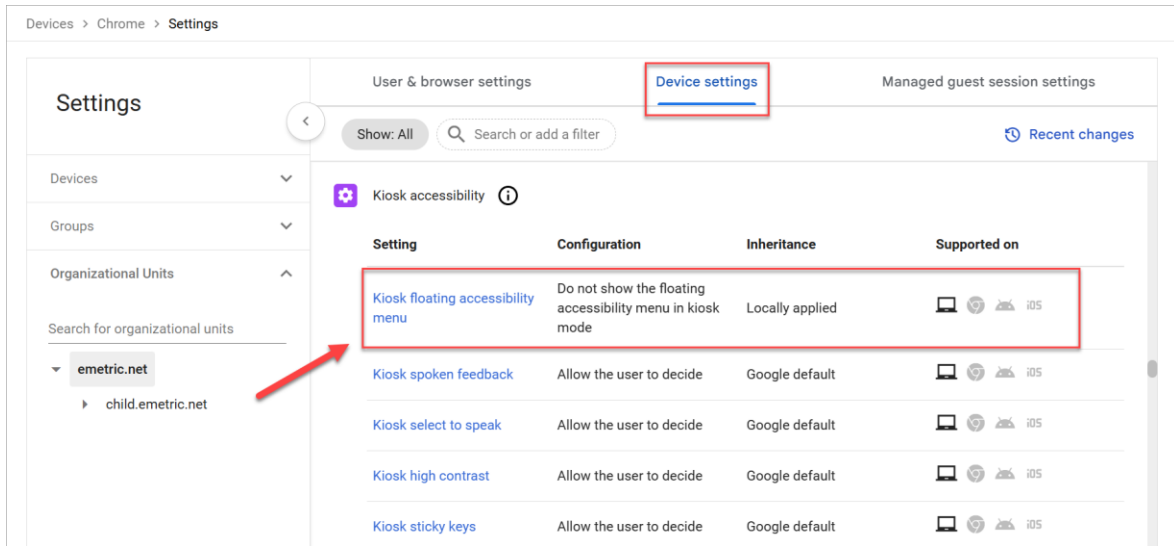 Devices > Chrome > Settings
User & browser settings
Device settings
Managed guest session settings
Settings
Show: All
Search or add a filter
Recent changes
Devices
Groups
Organizational Units
Search for organizational units
emetric.net
child.emetric.net
Kiosk accessibility
Setting Configuration Inheritance Supported on
Kiosk floating accessibility
menu
Do not show the floating
accessibility menu in kiosk
mode
Locally applied
iOS
Kiosk spoken feedback Allow the user to decide Google default iOS
Kiosk select to speak Allow the user to decide Google default iOS
Kiosk high contrast Allow the user to decide Google default iOS
Kiosk sticky keys Allow the user to decide Google default iOS